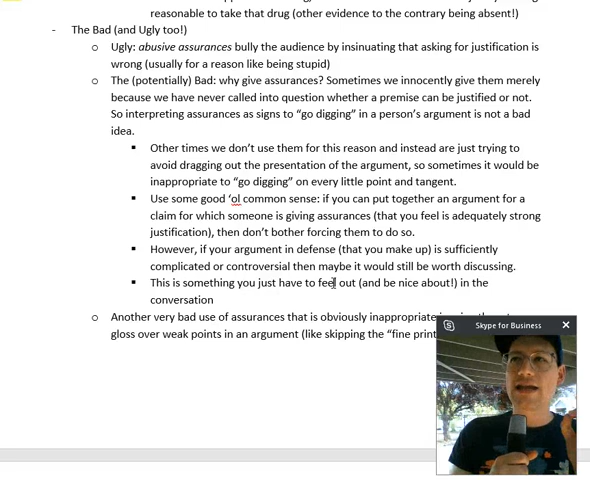 reasonable to take that drug (other evidence to the contrary being absent!)
- The Bad (and Ugly too!)
o Ugly: abusive assurances bully the audience by insinuating that asking for justification is
wrong (usually for a reason like being stupid)
o The (potentially) Bad: why give assurances? Sometimes we innocently give them merely
because we have never called into question whether a premise can be justified or not.
So interpreting assurances as signs to “go digging” in a person’s argument is not a bad
idea.
▪ Other times we don’t use them for this reason and instead are just trying to
avoid dragging out the presentation of the argument, so sometimes it would be
inappropriate to “go digging” on every little point and tangent.
▪ Use some good ‘ol common sense: if you can put together an argument for a
claim for which someone is giving assurances (that you feel is adequately strong
justification), then don’t bother forcing them to do so.
▪ However, if your argument in defense (that you make up) is sufficiently
complicated or controversial then maybe it would still be worth discussing.
▪ This is something you just have to feel out (and be nice about!) in the
conversation
o Another very bad use of assurances that is obviously inappropriate
gloss over weak points in an argument (like skipping the “fine print
Skype for Business